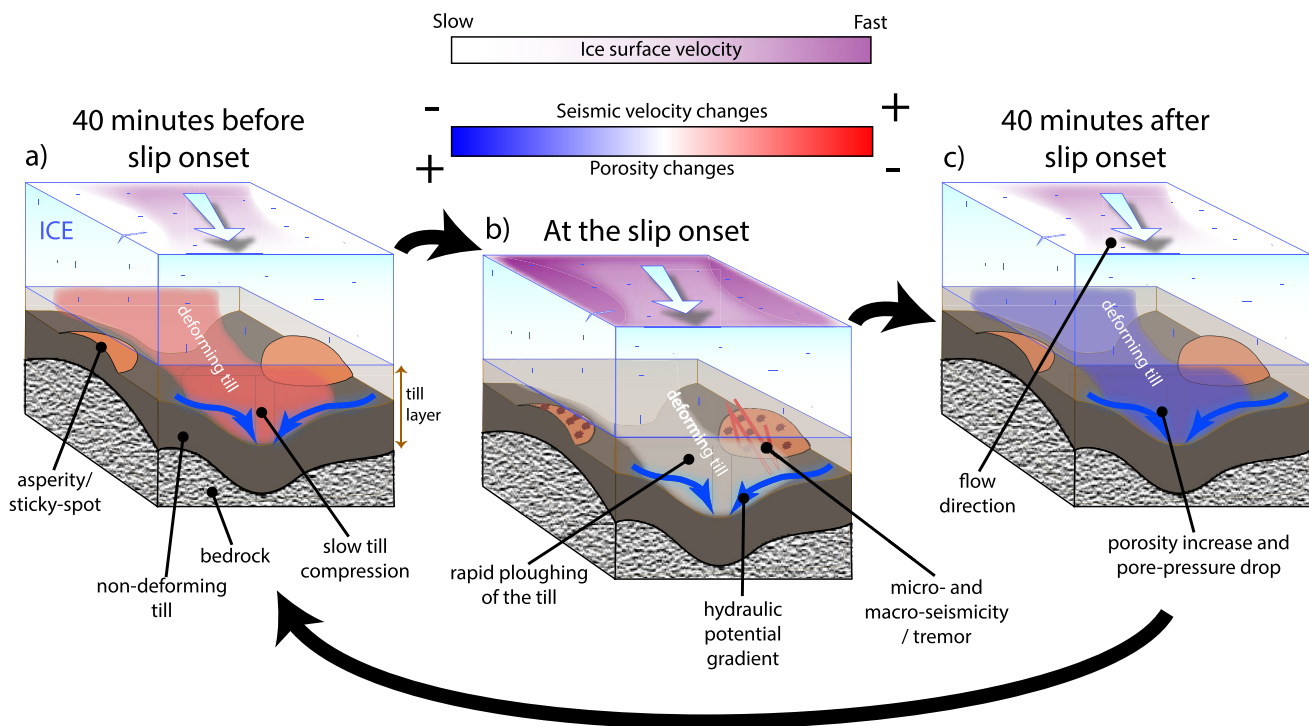 Slow
Fast
Ice surface velocity
-
Seismic velocity changes
+
+
Porosity changes
-
40 minutes before
slip onset
a)
ICE
deforming till
till
layer
asperity/
sticky-spot
bedrock
non-deforming
till
slow till
compression
b)
At the slip onset
deforming till
rapid ploughing
of the till
hydraulic
potential
gradient
micro- and
macro-seismicity
/ tremor
40 minutes after
slip onset
c)
deforming till
flow
direction
porosity increase and
pore-pressure drop